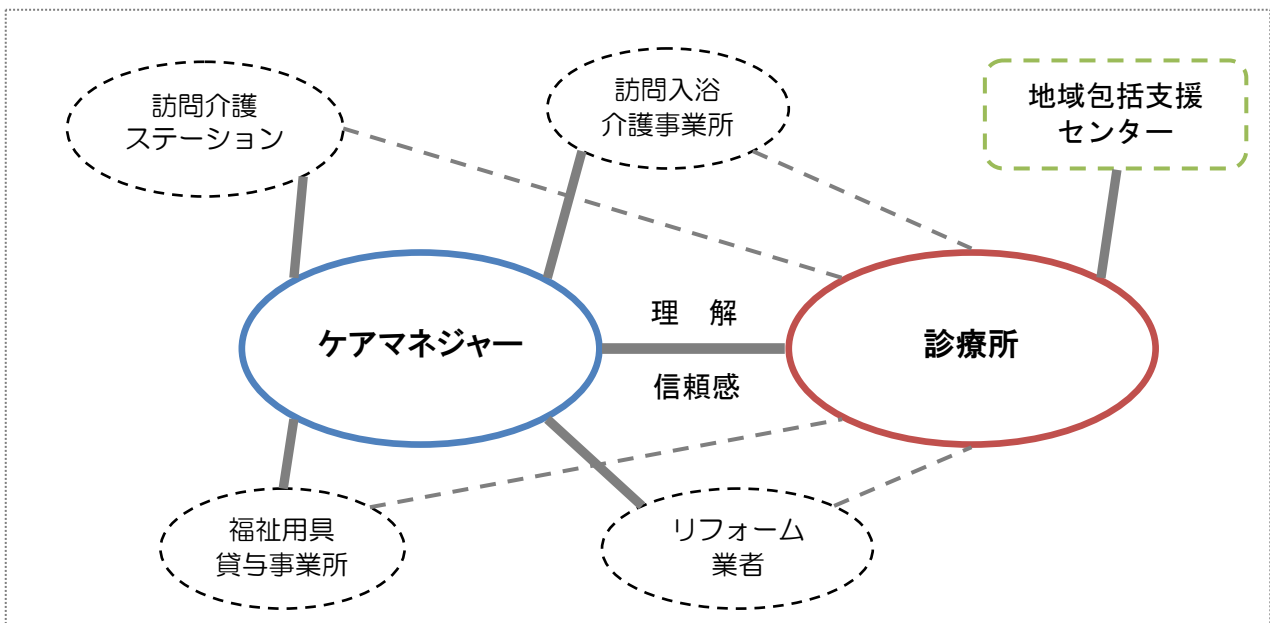 訪問介護
ステーション
訪問入浴
介護事業所
地域包括支援
センター
ケアマネジャー
理　解
信頼感
診療所
福祉用具
貸与事業所
リフォーム
業者